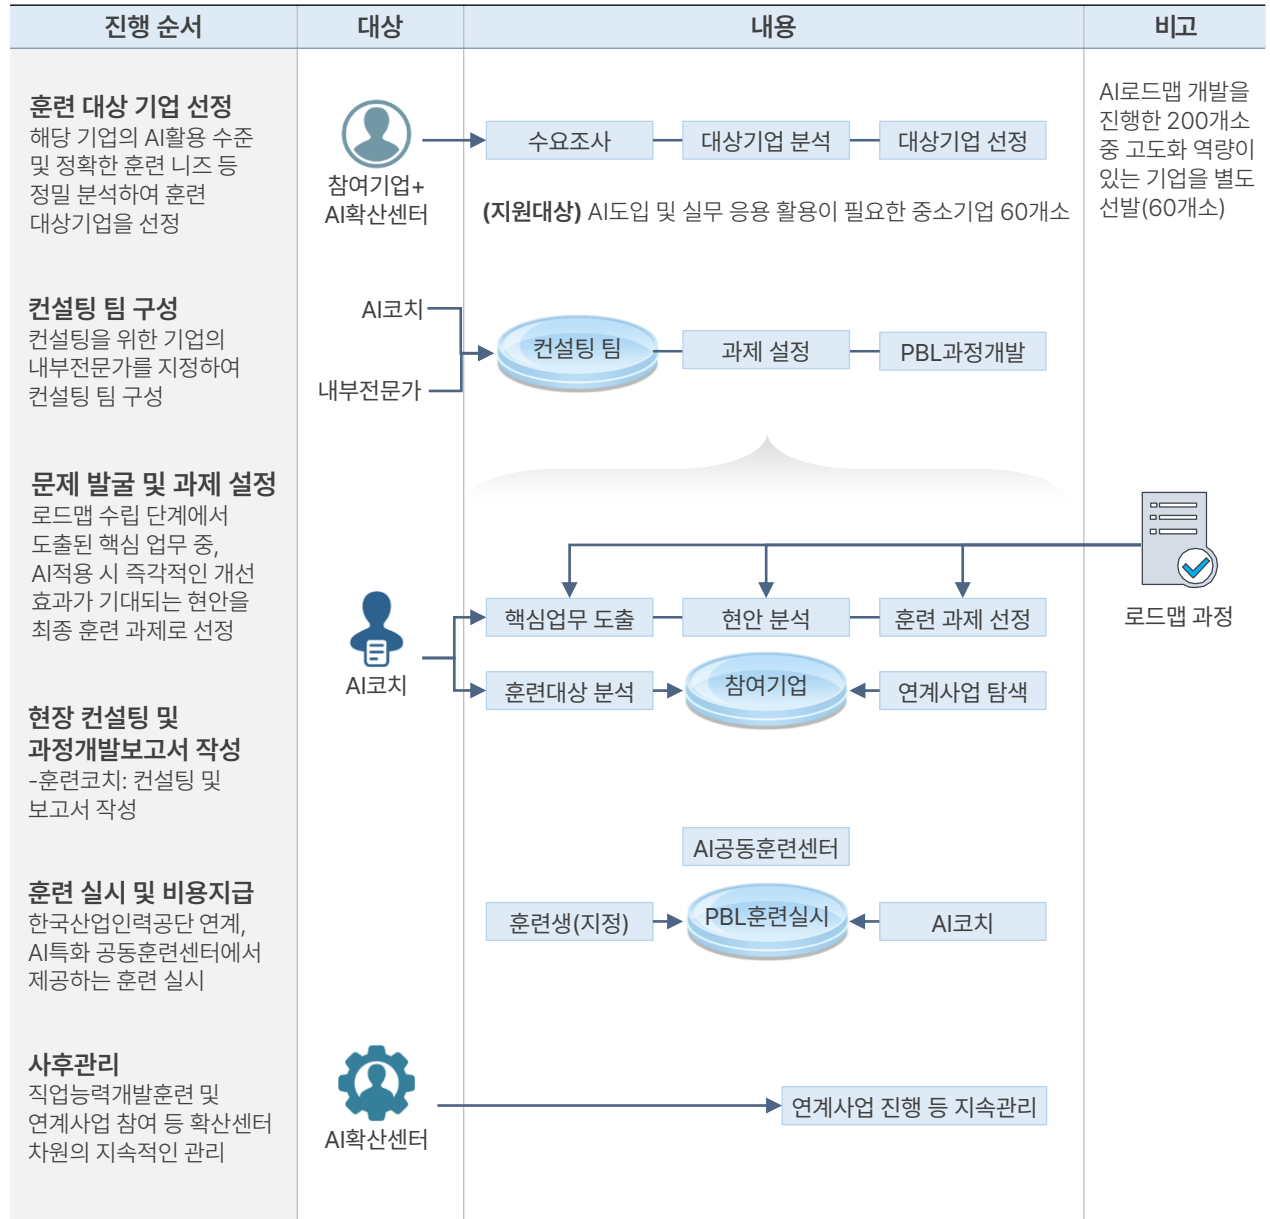 진행 순서
대상
내용
비고
훈련 대상 기업 선정
해당 기업의 AI활용 수준
및 정확한 훈련 니즈 등
정밀 분석하여 훈련
대상기업을 선정
참여기업+
AI확산센터
수요조사
대상기업 분석
대상기업 선정
(지원대상) AI도입 및 실무 응용 활용이 필요한 중소기업 60개소
AI로드맵 개발을
진행한 200개소
중 고도화 역량이
있는 기업을 별도
선발(60개소)
컨설팅 팀 구성
컨설팅을 위한 기업의
내부전문가를 지정하여
컨설팅 팀 구성
AI코치
내부전문가
컨설팅 팀
과제 설정
PBL과정개발
문제 발굴 및 과제 설정
로드맵 수립 단계에서
도출된 핵심 업무 중,
AI적용 시 즉각적인 개선
효과가 기대되는 현안을
최종 훈련 과제로 선정
AI코치
핵심업무 도출
현안 분석
훈련 과제 선정
훈련대상 분석
참여기업
연계사업 탐색
로드맵 과정
현장 컨설팅 및
과정개발보고서 작성
-훈련코치: 컨설팅 및
보고서 작성
훈련 실시 및 비용지급
한국산업인력공단 연계,
AI특화 공동훈련센터에서
제공하는 훈련 실시
AI공동훈련센터
훈련생(지정)
PBL훈련실시
AI코치
사후관리
직업능력개발훈련 및
연계사업 참여 등 확산센터
차원의 지속적인 관리
AI확산센터
연계사업 진행 등 지속관리